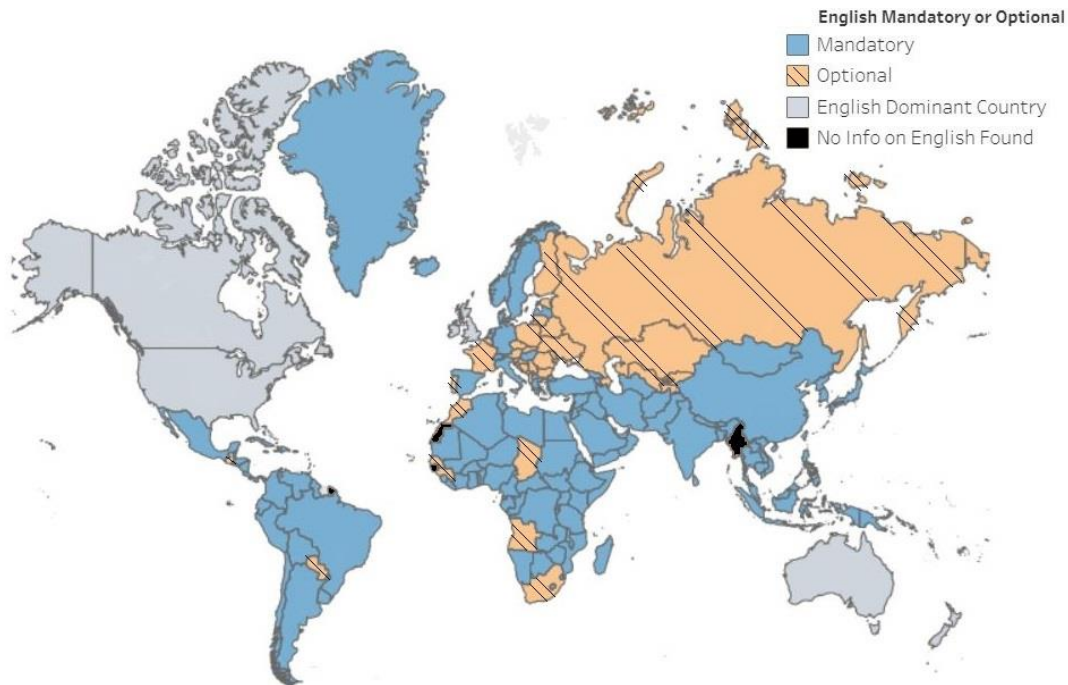 English Mandatory or Optional
Mandatory
Optional
English Dominant Country
No Info on English Found